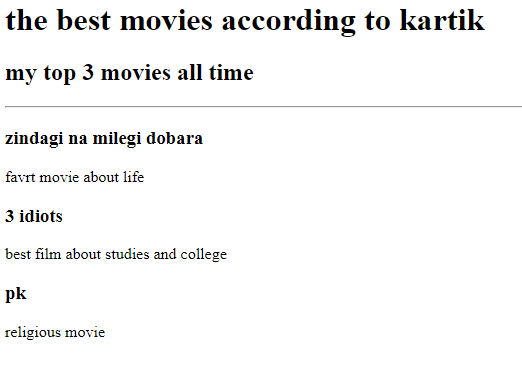 the best movies according to kartik
my top 3 movies all time
zindagi na milegi dobara
favrt movie about life
3 idiots
best film about studies and college
pk
religious movie